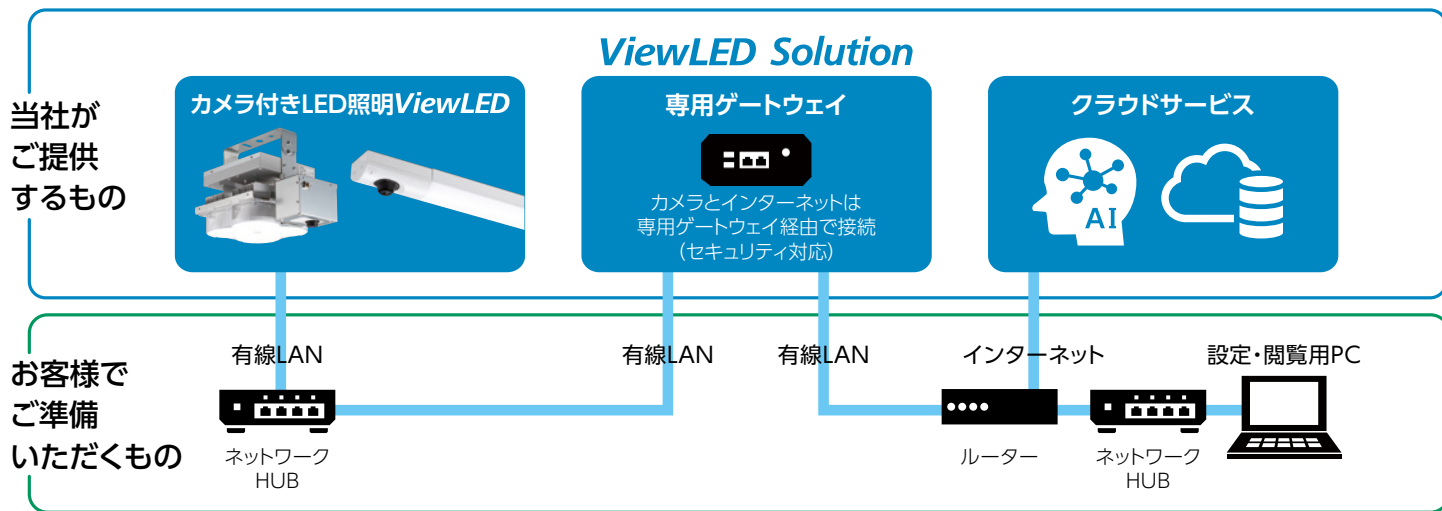 ViewLED Solution
当社が
ご提供
するもの
カメラ付きLED照明ViewLED
専用ゲートウェイ
カメラとインターネットは
専用ゲートウェイ経由で接続
(セキュリティ対応)
クラウドサービス
AI
お客様で
ご準備
いただくもの
有線LAN
有線LAN
有線LAN
インターネット
設定・閲覧用PC
ネットワーク
HUB
ルーター
ネットワーク
HUB